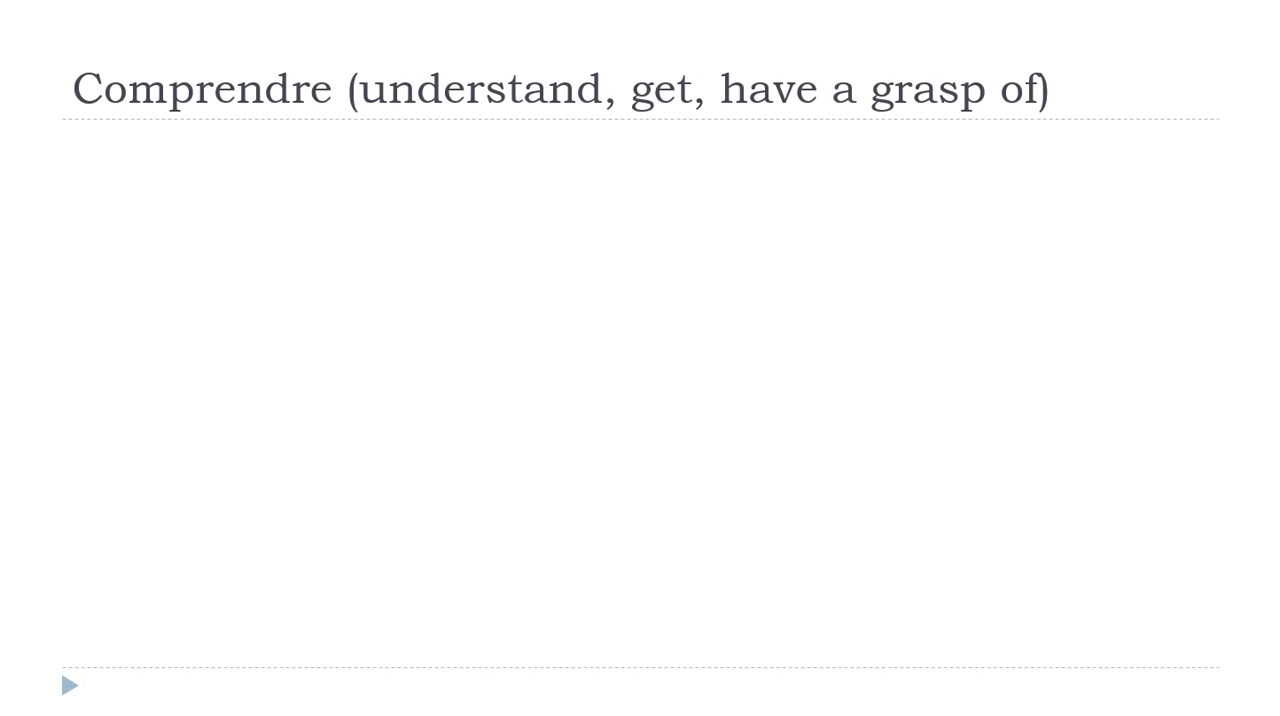 Comprendre (understand, get, have a grasp of)